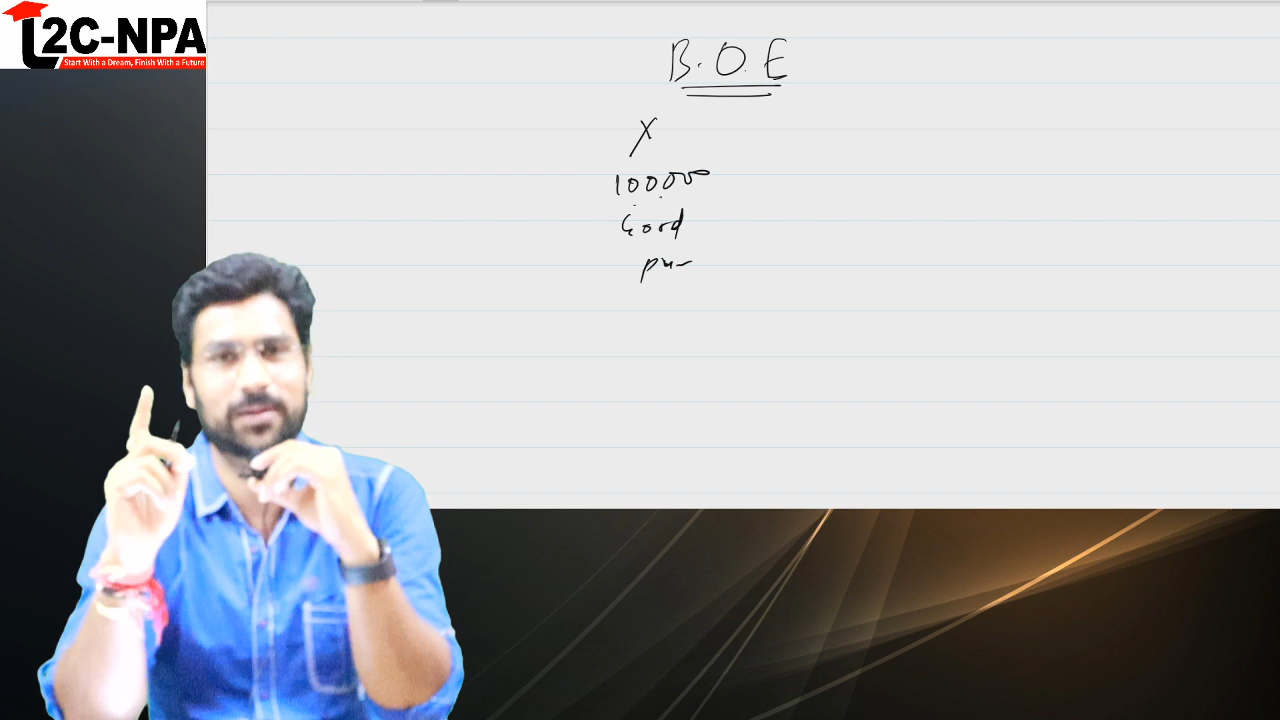 L2C-NPA
Start With a Dream, Finish With a Future
B.O.E
X
100000
Good
pur